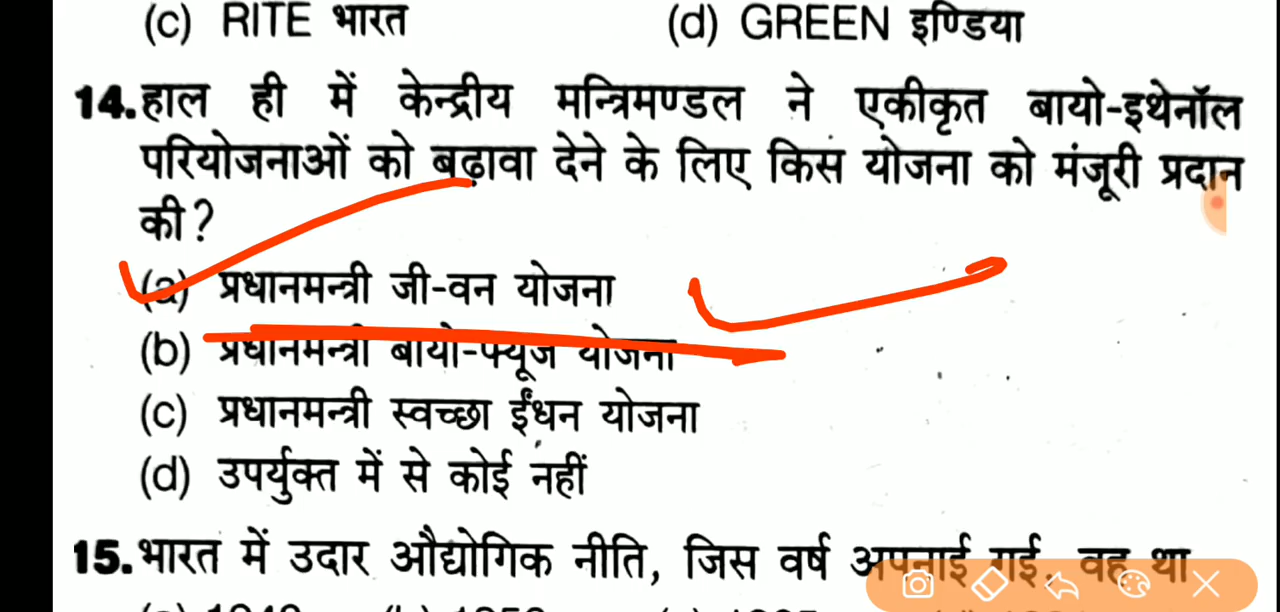 (c) RITE भारत (d) GREEN इण्डिया
14. हाल ही में केन्द्रीय मन्त्रिमण्डल ने एकीकृत बायो-इथेनॉल
परियोजनाओं को बढ़ावा देने के लिए किस योजना को मंजूरी प्रदान
की?
(a) प्रधानमन्त्री जी-वन योजना
(b) प्रधानमन्त्री बायो-फ्यूज योजना
(c) प्रधानमन्त्री स्वच्छा ईंधन योजना
(d) उपर्युक्त में से कोई नहीं
15. भारत में उदार औद्योगिक नीति, जिस वर्ष अपनाई गई, वह था